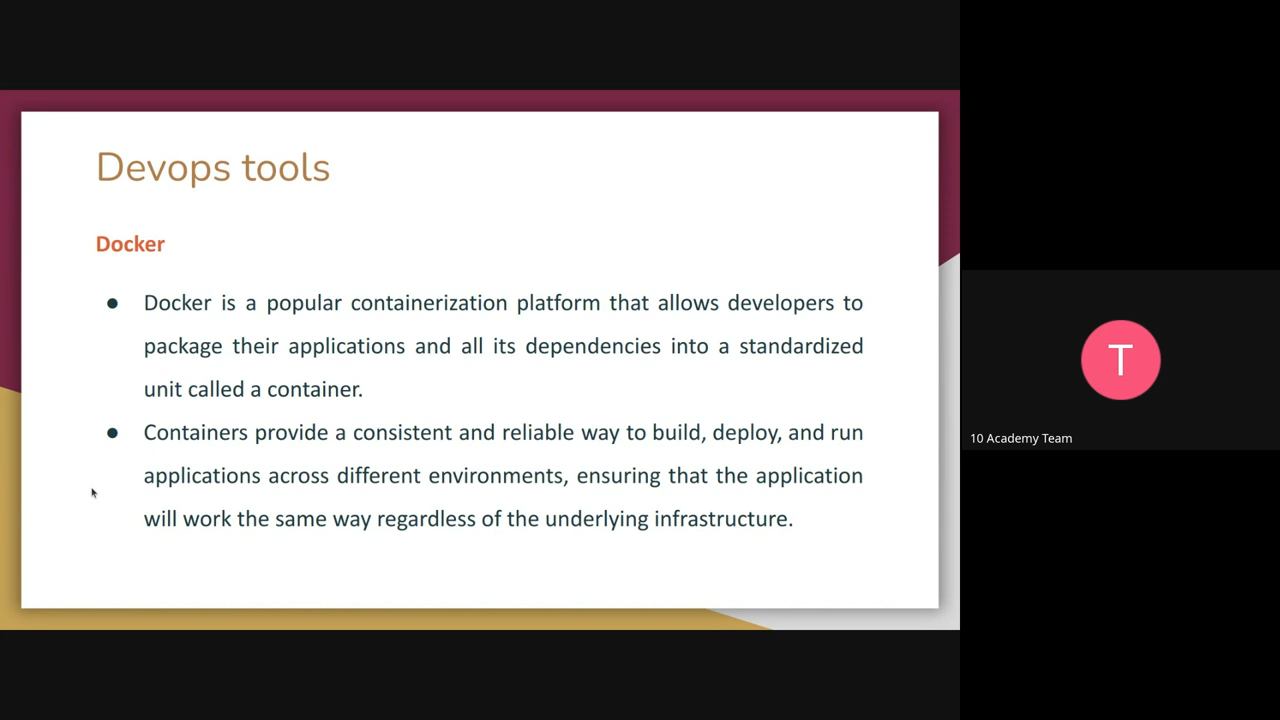 Devops tools
Docker
● Docker is a popular containerization platform that allows developers to
package their applications and all its dependencies into a standardized
unit called a container.
● Containers provide a consistent and reliable way to build, deploy, and run
applications across different environments, ensuring that the application
will work the same way regardless of the underlying infrastructure.
T
10 Academy Team